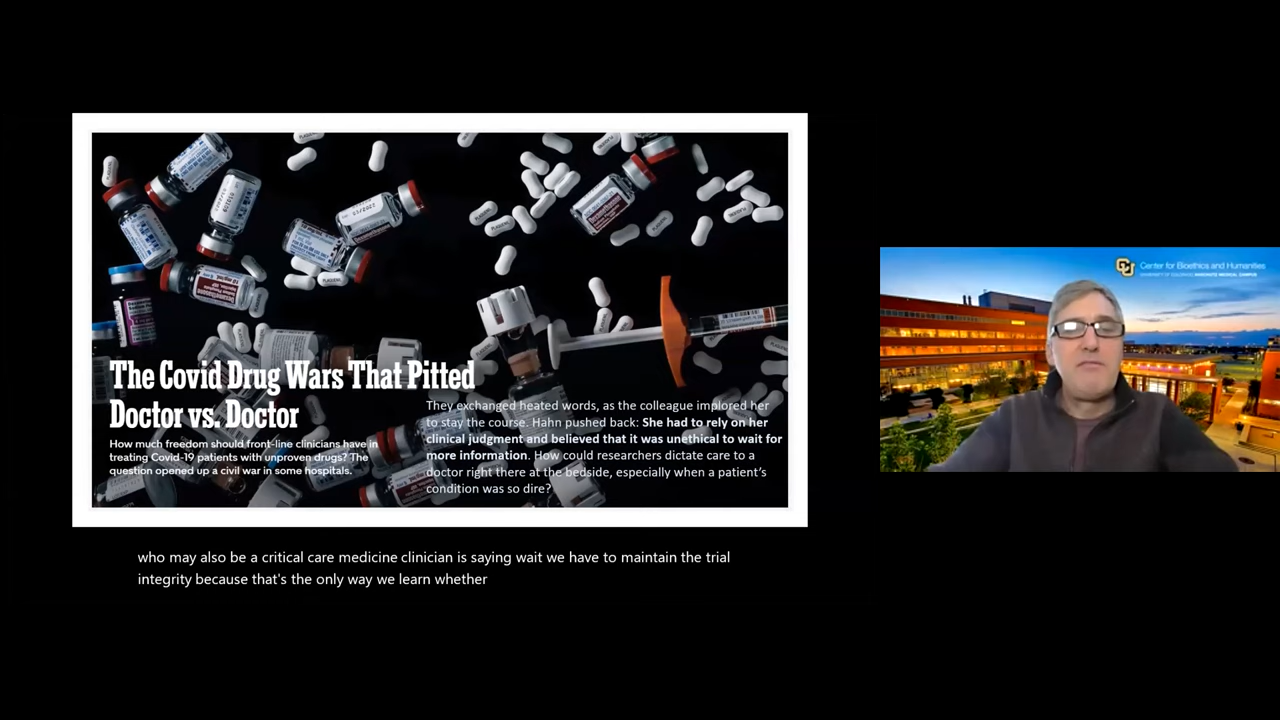 The Covid Drug Wars That Pitted
Doctor vs. Doctor
How much freedom should front-line clinicians have in
treating Covid-19 patients with unproven drugs? The
question opened up a civil war in some hospitals.
They exchanged heated words, as the colleague implored her
to stay the course. Hahn pushed back: She had to rely on her
clinical judgment and believed that it was unethical to wait for
more information. How could researchers dictate care to a
doctor right there at the bedside, especially when a patient's
condition was so dire?
Center for Bioethics and Humanities
UNIVERSITY OF COLORADO ANSCHUTZ MEDICAL CAMPUS
who may also be a critical care medicine clinician is saying wait we have to maintain the trial
integrity because that's the only way we learn whether